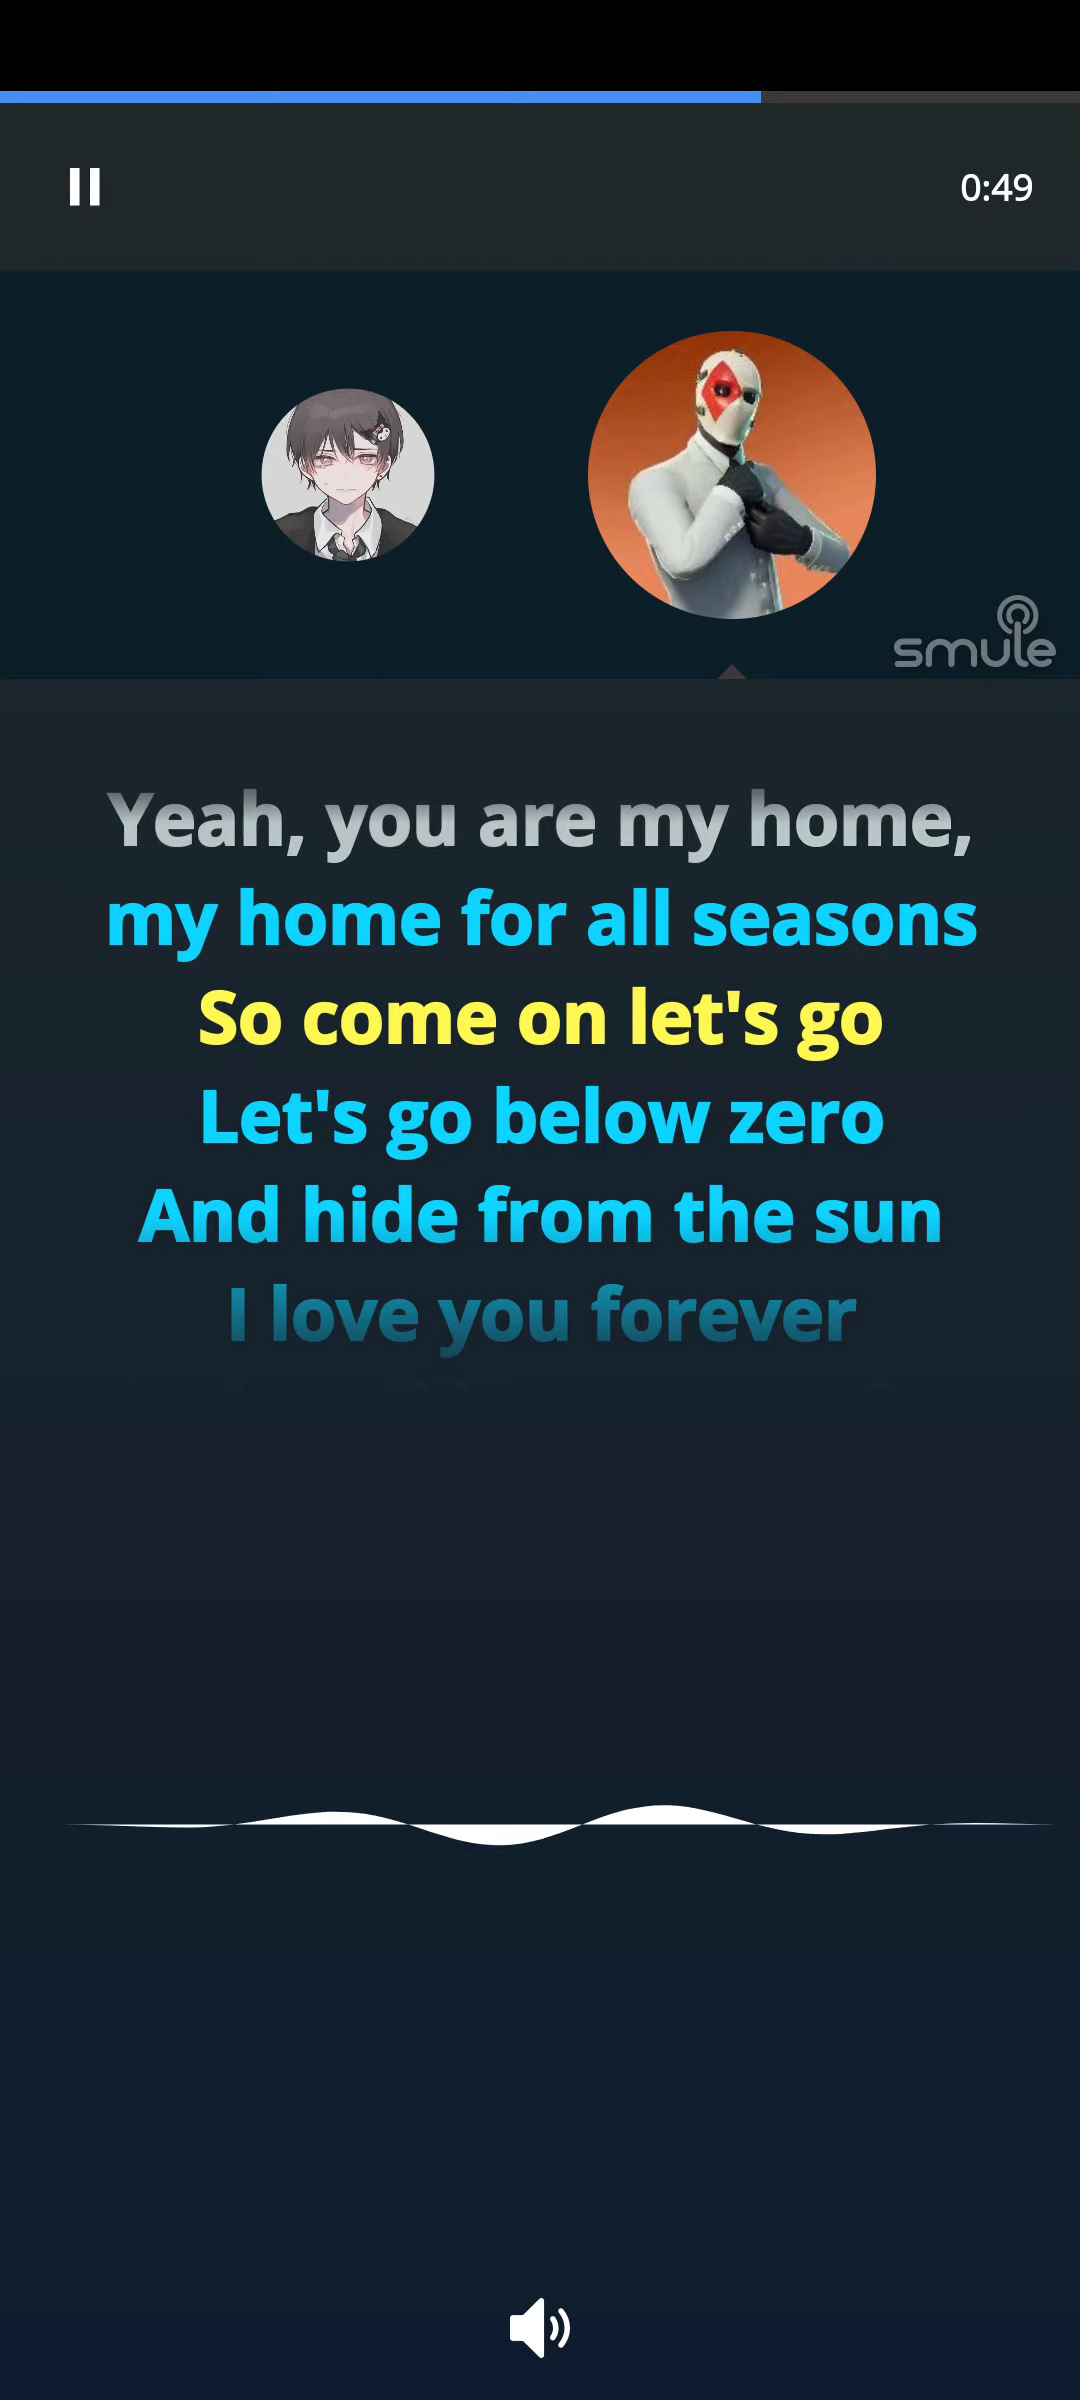 0:49
smule
Yeah, you are my home,
my home for all seasons
So come on let's go
Let's go below zero
And hide from the sun
I love you forever